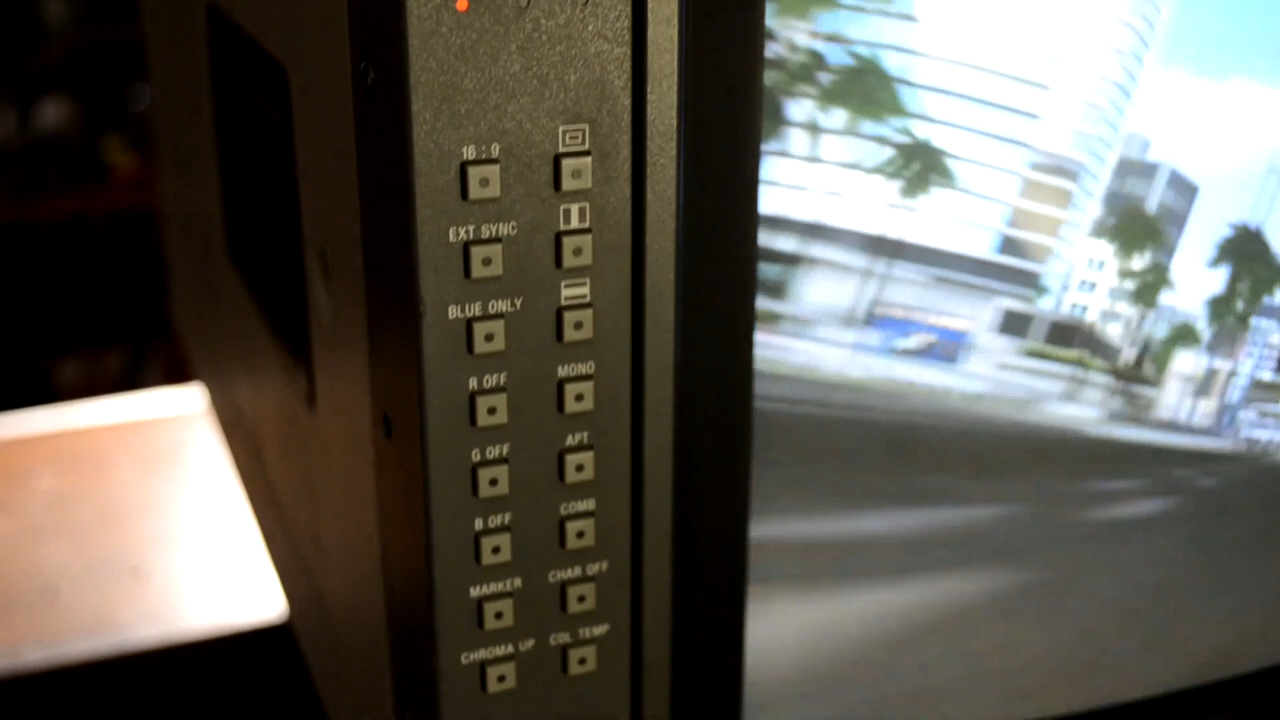 16:9
EXT SYNC
BLUE ONLY
R OFF
G OFF
B OFF
MARKER
CHROMA UP
MONO
APT
COMB
CHAR OFF
COL TEMP